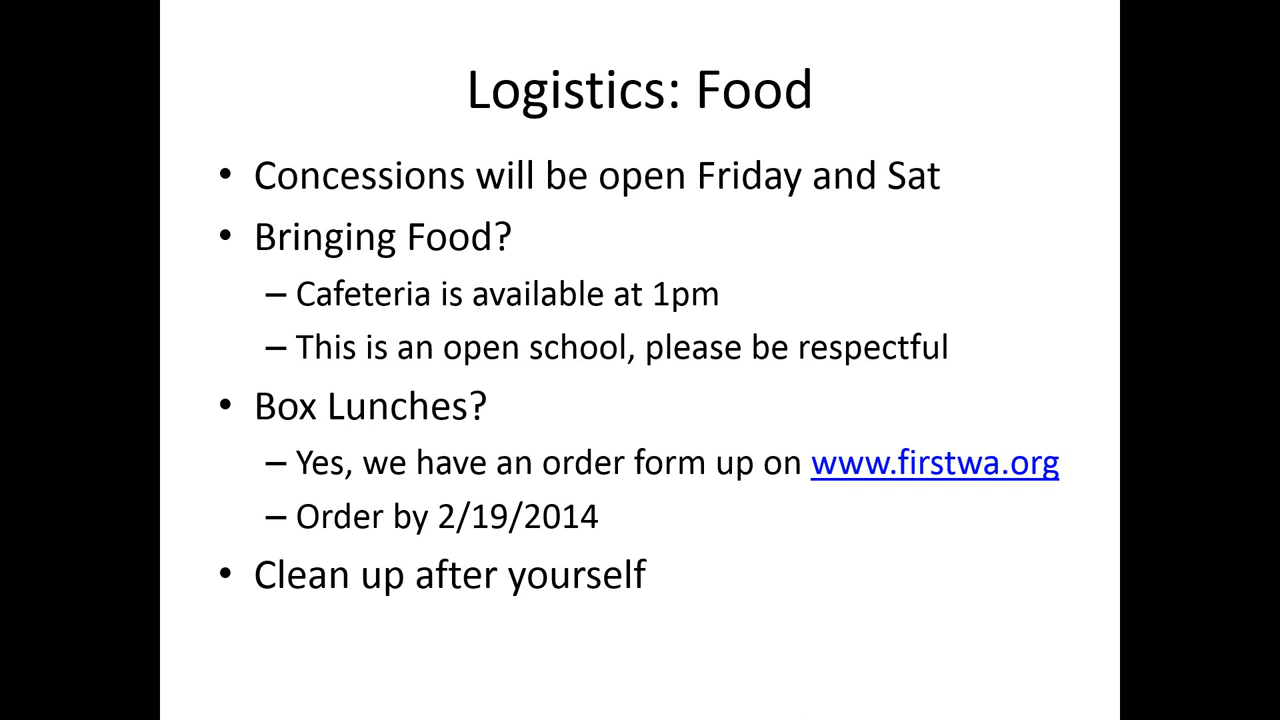 Logistics: Food
• Concessions will be open Friday and Sat
• Bringing Food?
– Cafeteria is available at 1pm
– This is an open school, please be respectful
• Box Lunches?
– Yes, we have an order form up on www.firstwa.org
– Order by 2/19/2014
• Clean up after yourself